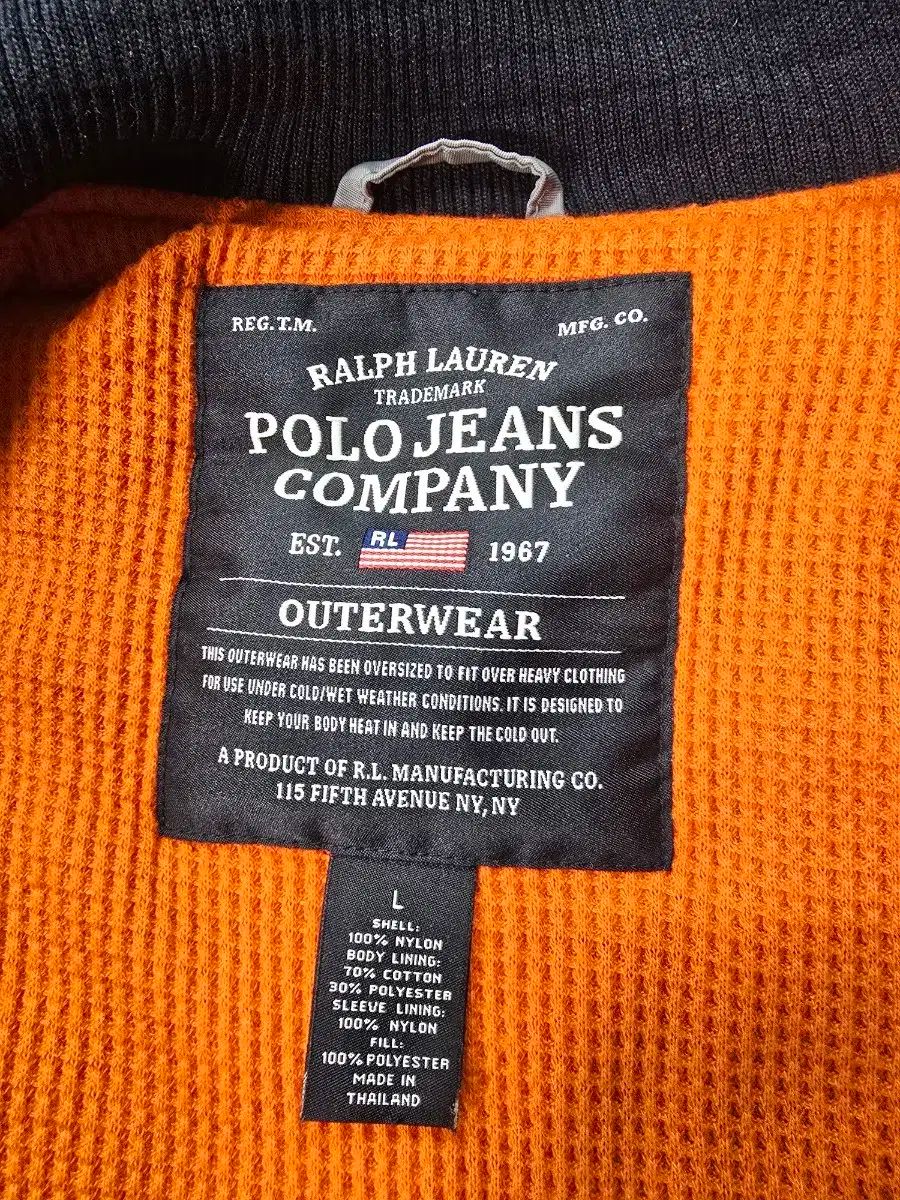 REG.T.M. MFG. CO.
RALPH LAUREN
TRADEMARK
POLO JEANS
COMPANY
EST. RL 1967
OUTERWEAR
THIS OUTERWEAR HAS BEEN OVERSIZED TO FIT OVER HEAVY CLOTHING
FOR USE UNDER COLD/WET WEATHER CONDITIONS. IT IS DESIGNED TO
KEEP YOUR BODY HEAT IN AND KEEP THE COLD OUT.
A PRODUCT OF R.L. MANUFACTURING CO.
115 FIFTH AVENUE NY, NY
L
SHELL:
100% NYLON
BODY LINING:
70% COTTON
30% POLYESTER
SLEEVE LINING:
100% NYLON
FILL:
100% POLYESTER
MADE IN
THAILAND